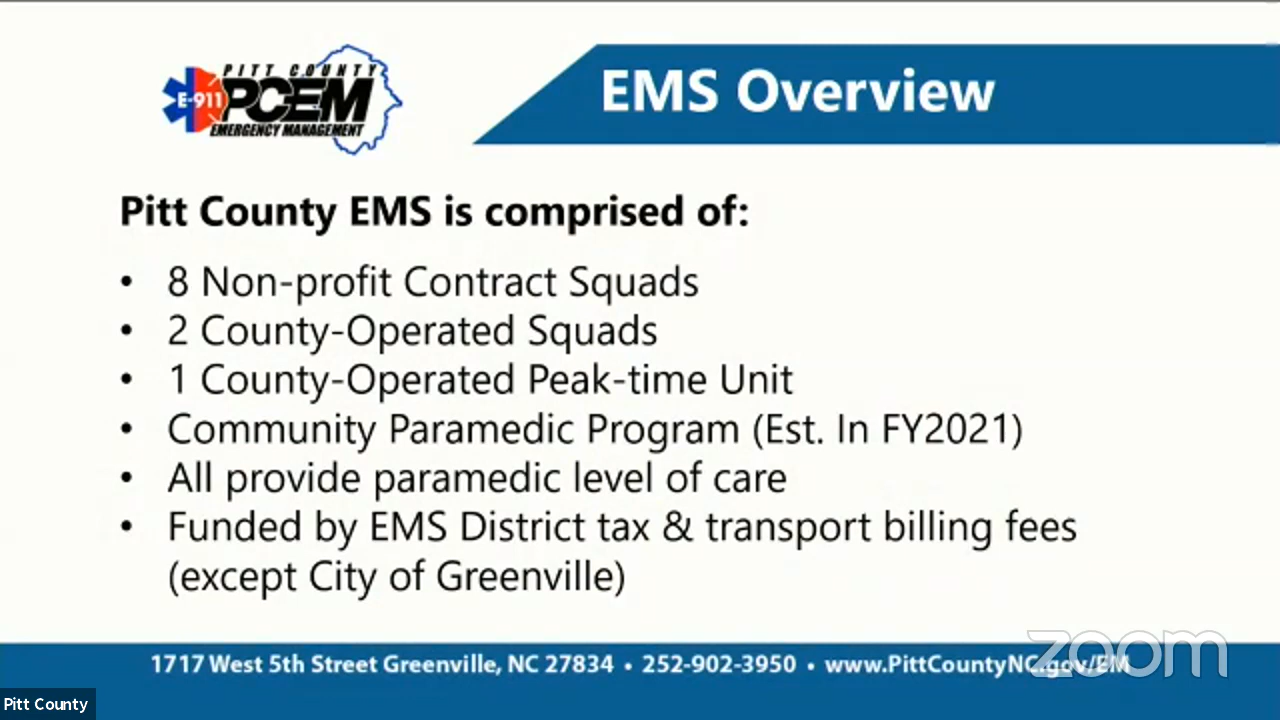 PITT COUNTY
E-911
PCEM
EMERGENCY MANAGEMENT
EMS Overview
Pitt County EMS is comprised of:
• 8 Non-profit Contract Squads
• 2 County-Operated Squads
• 1 County-Operated Peak-time Unit
• Community Paramedic Program (Est. In FY2021)
• All provide paramedic level of care
• Funded by EMS District tax & transport billing fees
(except City of Greenville)
1717 West 5th Street Greenville, NC 27834 • 252-902-3950 • www.PittCountyNC.gov/EM
zoom
Pitt County